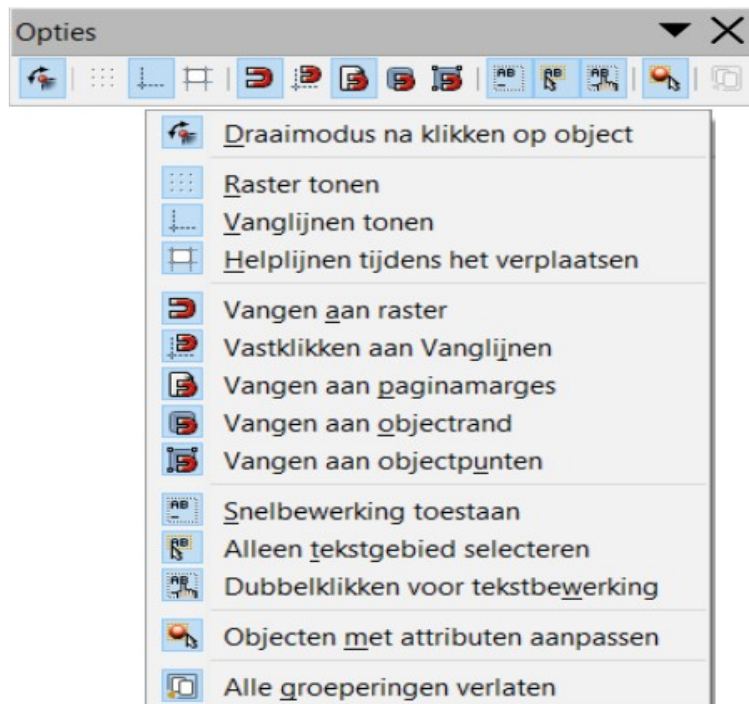 Opties
Draaimodus na klikken op object
Raster tonen
Vanglijnen tonen
Helplijnen tijdens het verplaatsen
Vangen aan raster
Vastklikken aan Vanglijnen
Vangen aan paginamarges
Vangen aan objectrand
Vangen aan objectpunten
Snelbewerking toestaan
Alleen tekstgebied selecteren
Dubbelklikken voor tekstbewerking
Objecten met attributen aanpassen
Alle groeperingen verlaten